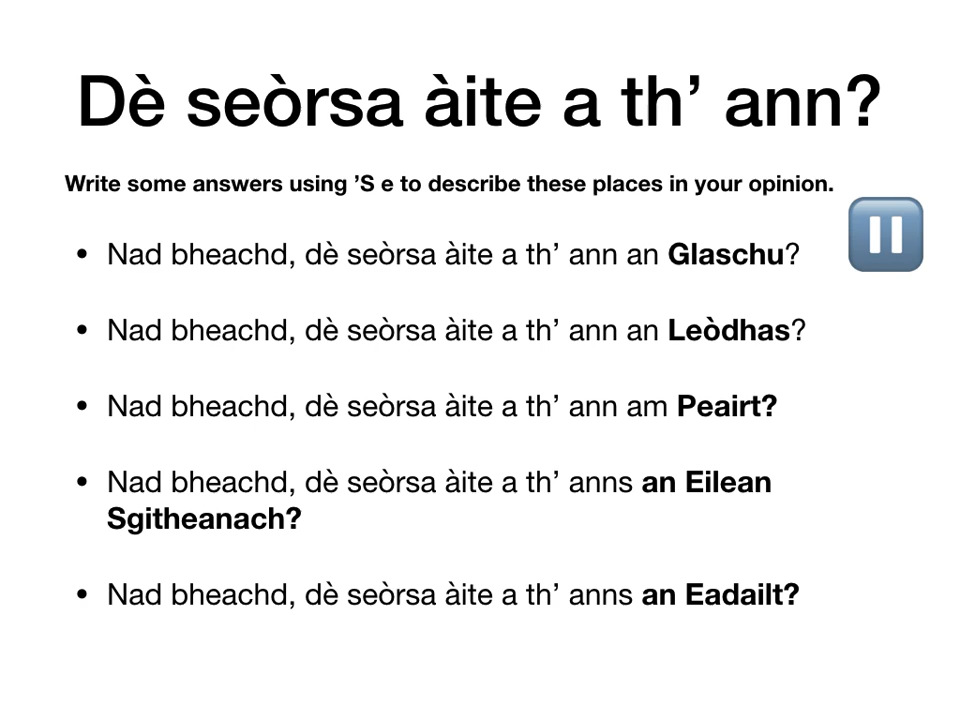 Dè seòrsa àite a th’ ann?
Write some answers using ’S e to describe these places in your opinion.
• Nad bheachd, dè seòrsa àite a th’ ann an Glaschu?
• Nad bheachd, dè seòrsa àite a th’ ann an Leòdhas?
• Nad bheachd, dè seòrsa àite a th’ ann am Peairt?
• Nad bheachd, dè seòrsa àite a th’ anns an Eilean
Sgitheanach?
• Nad bheachd, dè seòrsa àite a th’ anns an Eadailt?